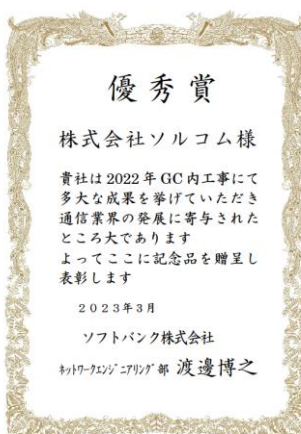 優秀賞
株式会社ソルコム様
貴社は2022年GC内工事にて
多大な成果を挙げていただき
通信業界の発展に寄与された
ところ大であります
よってここに記念品を贈呈し
表彰します
2023年3月
ソフトバンク株式会社
ネットワークエンジニアリング部 渡邊博之